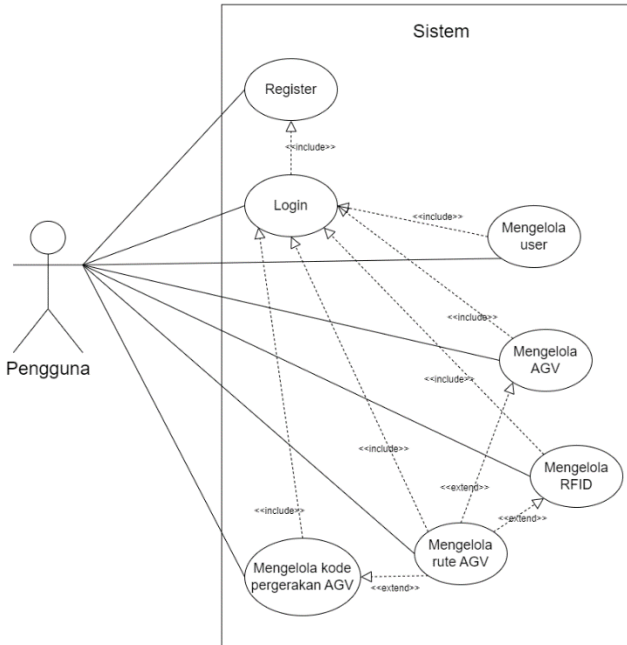 Sistem
Register
<<include>>
Login
<<include>>
Mengelola
user
Pengguna
<<include>>
Mengelola
AGV
<<include>>
<<include>>
Mengelola
RFID
<<extend>>
<<include>>
<<extend>>
Mengelola
rute AGV
Mengelola kode
pergerakan AGV
<<extend>>